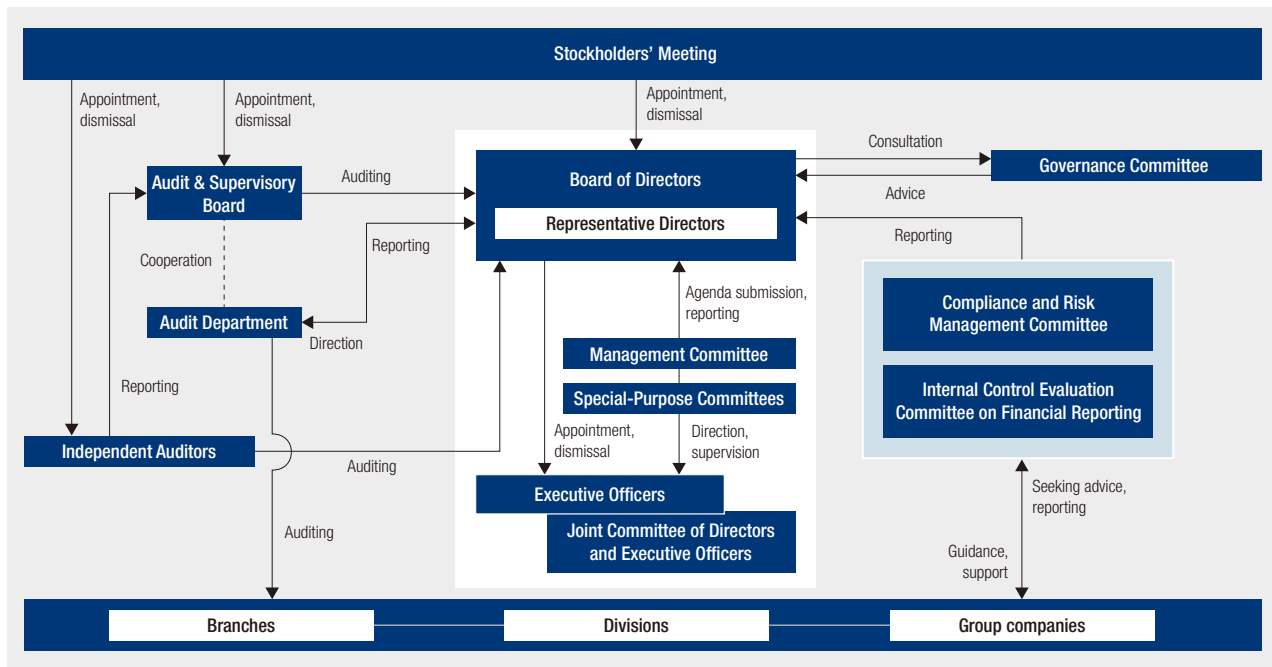 Stockholders’ Meeting
Appointment,
dismissal
Appointment,
dismissal
Appointment,
dismissal
Audit & Supervisory
Board
Auditing
Board of Directors
Representative Directors
Consultation
Governance Committee
Advice
Reporting
Cooperation
Reporting
Audit Department
Direction
Agenda submission,
reporting
Compliance and Risk
Management Committee
Management Committee
Special-Purpose Committees
Internal Control Evaluation
Committee on Financial Reporting
Reporting
Independent Auditors
Auditing
Appointment,
dismissal
Direction,
supervision
Executive Officers
Joint Committee of Directors
and Executive Officers
Seeking advice,
reporting
Auditing
Guidance,
support
Branches
Divisions
Group companies